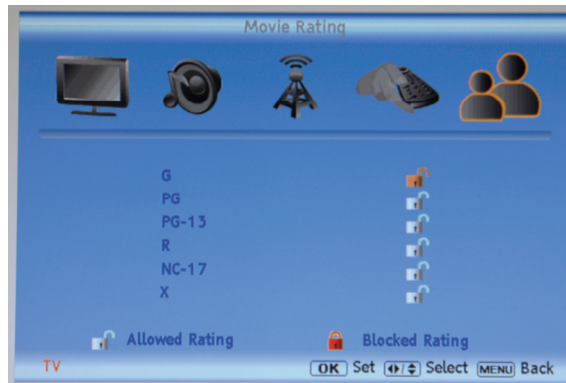 Movie Rating
G
PG
PG-13
R
NC-17
X
Allowed Rating Blocked Rating
TV OK Set Select MENU Back